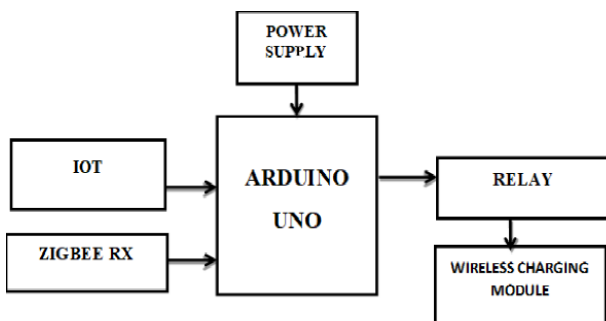 POWER
SUPPLY
IOT
ARDUINO
UNO
RELAY
ZIGBEE RX
WIRELESS CHARGING
MODULE